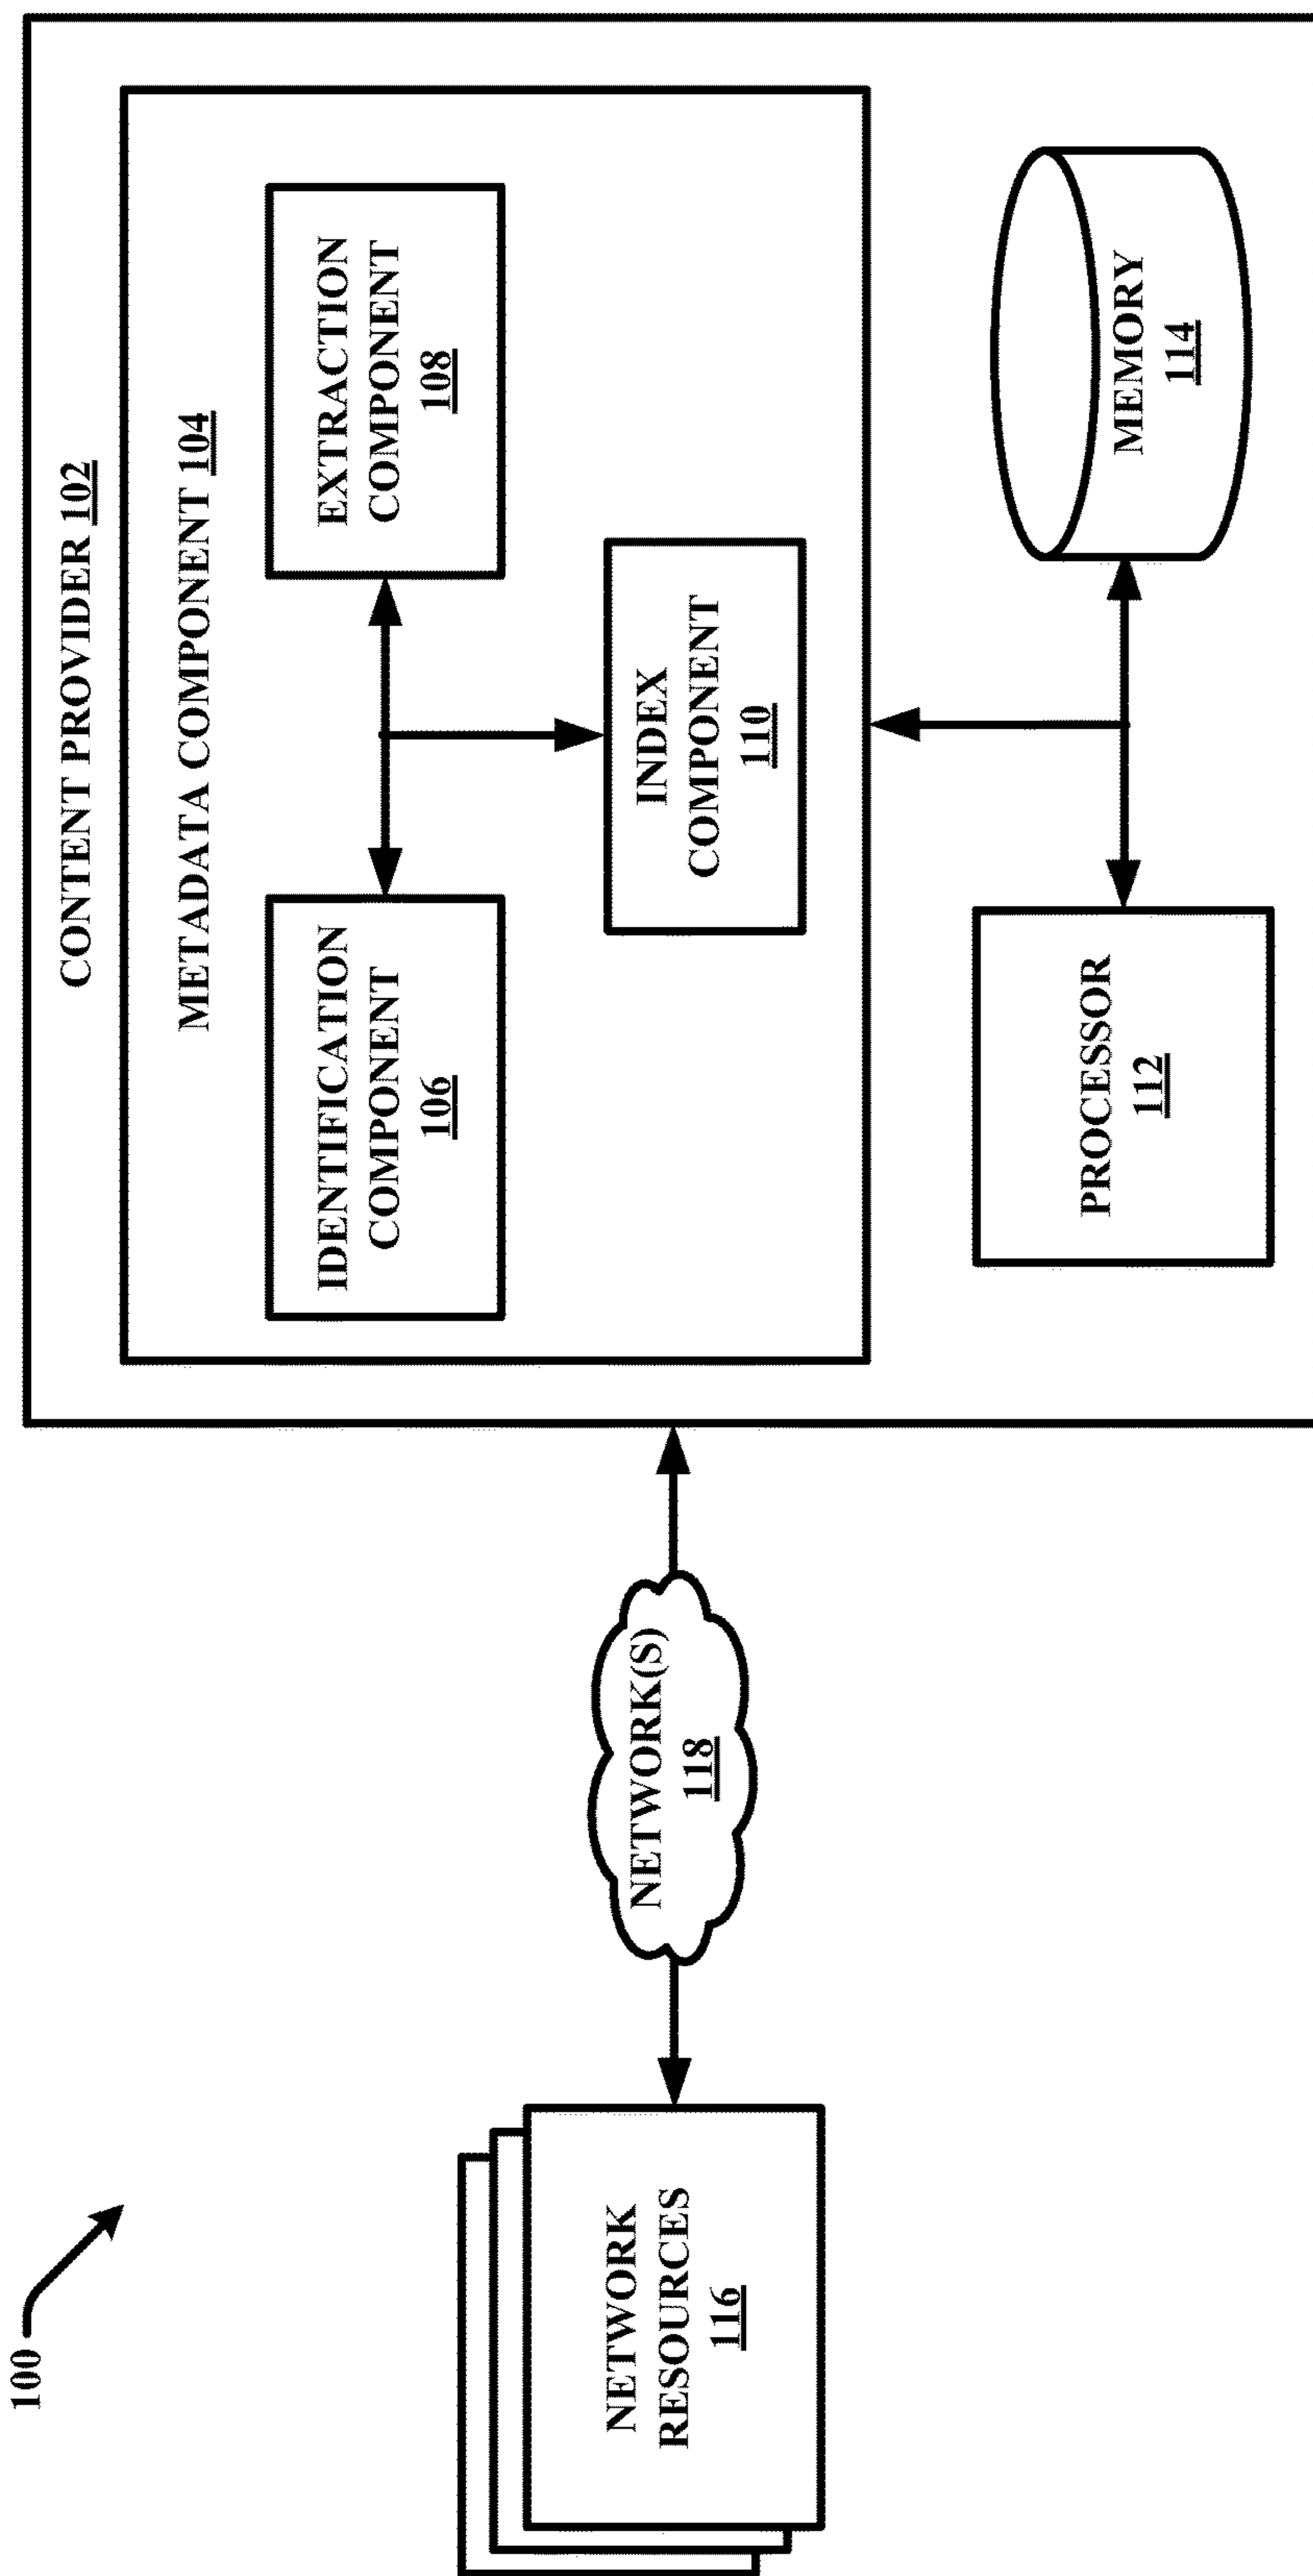 100
CONTENT PROVIDER 102
METADATA COMPONENT 104
IDENTIFICATION
COMPONENT
106
EXTRACTION
COMPONENT
108
INDEX
COMPONENT
110
NETWORK(S)
118
NETWORK
RESOURCES
116
PROCESSOR
112
MEMORY
114